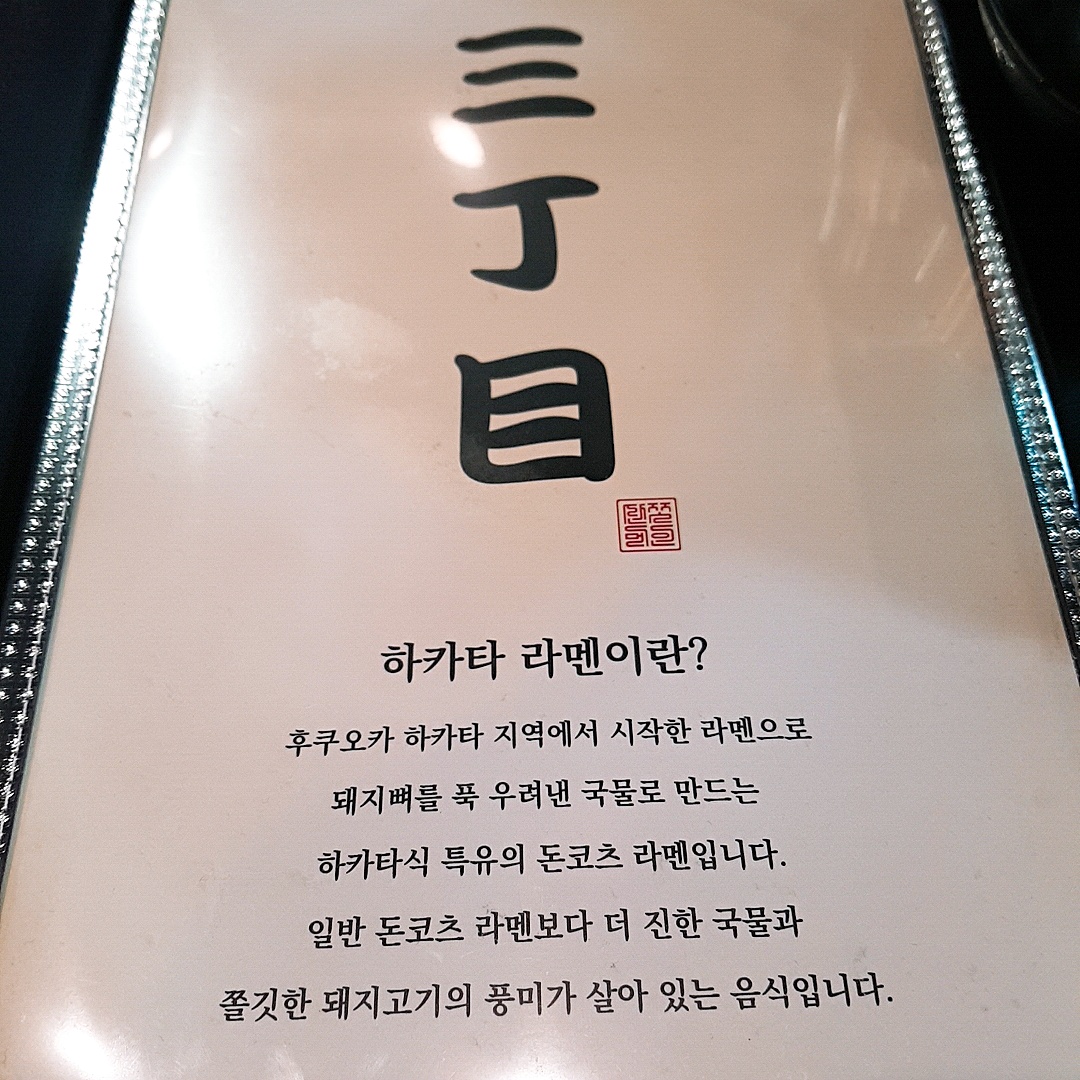 三
丁
目
하카타 라멘이란?
후쿠오카 하카타 지역에서 시작한 라멘으로
돼지뼈를 푹 우려낸 국물로 만드는
하카타식 특유의 돈코츠 라멘입니다.
일반 돈코츠 라멘보다 더 진한 국물과
쫄깃한 돼지고기의 풍미가 살아 있는 음식입니다.